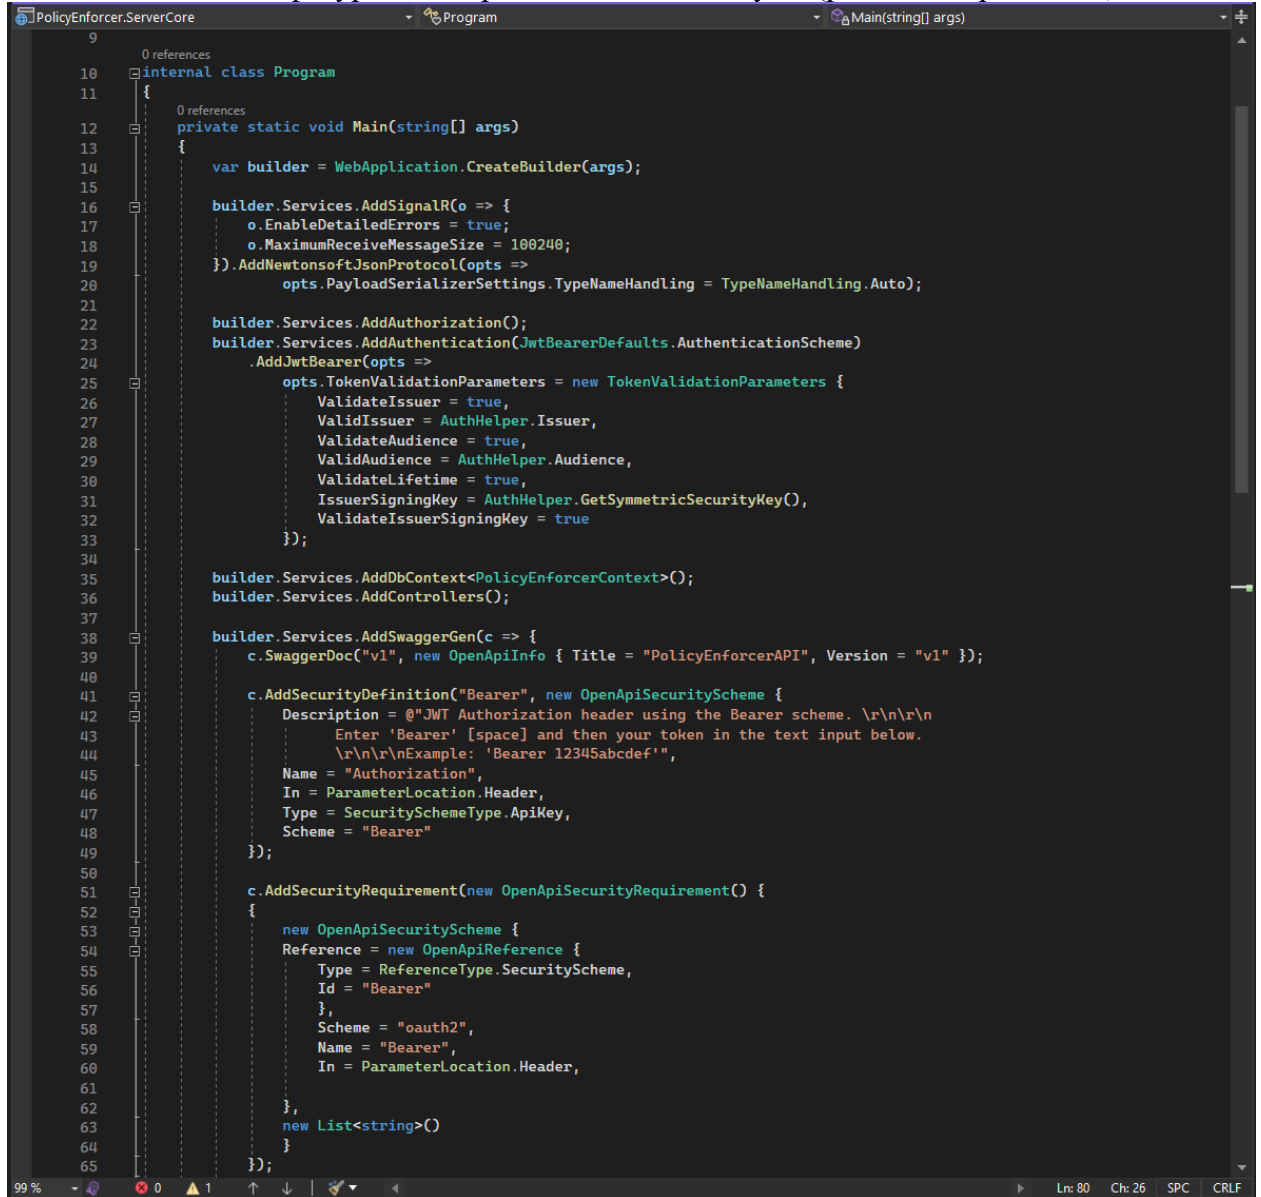 PolicyEnforcer.ServerCore Program Main(string[] args)
9
0 references
10 internal class Program
11 {
0 references
12 private static void Main(string[] args)
13 {
14 var builder = WebApplication.CreateBuilder(args);
15
16 builder.Services.AddSignalR(o => {
17 o.EnableDetailedErrors = true;
18 o.MaximumReceiveMessageSize = 100240;
19 }).AddNewtonsoftJsonProtocol(opts =>
20 opts.PayloadSerializerSettings.TypeNameHandling = TypeNameHandling.Auto);
21
22 builder.Services.AddAuthorization();
23 builder.Services.AddAuthentication(JwtBearerDefaults.AuthenticationScheme)
24 .AddJwtBearer(opts =>
25 opts.TokenValidationParameters = new TokenValidationParameters {
26 ValidateIssuer = true,
27 ValidIssuer = AuthHelper.Issuer,
28 ValidateAudience = true,
29 ValidAudience = AuthHelper.Audience,
30 ValidateLifetime = true,
31 IssuerSigningKey = AuthHelper.GetSymmetricSecurityKey(),
32 ValidateIssuerSigningKey = true
33 });
34
35 builder.Services.AddDbContext<PolicyEnforcerContext>();
36 builder.Services.AddControllers();
37
38 builder.Services.AddSwaggerGen(c => {
39 c.SwaggerDoc("v1", new OpenApiInfo { Title = "PolicyEnforcerAPI", Version = "v1" });
40
41 c.AddSecurityDefinition("Bearer", new OpenApiSecurityScheme {
42 Description = @"JWT Authorization header using the Bearer scheme. \r\n\r\n
43 Enter 'Bearer' [space] and then your token in the text input below.
44 \r\n\r\nExample: 'Bearer 12345abcdef'",
45 Name = "Authorization",
46 In = ParameterLocation.Header,
47 Type = SecuritySchemeType.ApiKey,
48 Scheme = "Bearer"
49 });
50
51 c.AddSecurityRequirement(new OpenApiSecurityRequirement() {
52 {
53 new OpenApiSecurityScheme {
54 Reference = new OpenApiReference {
55 Type = ReferenceType.SecurityScheme,
56 Id = "Bearer"
57 },
58 Scheme = "oauth2",
59 Name = "Bearer",
60 In = ParameterLocation.Header,
61
62 },
63 new List<string>()
64 }
65 });
99 % 0 1 Ln: 80 Ch: 26 SPC CRLF